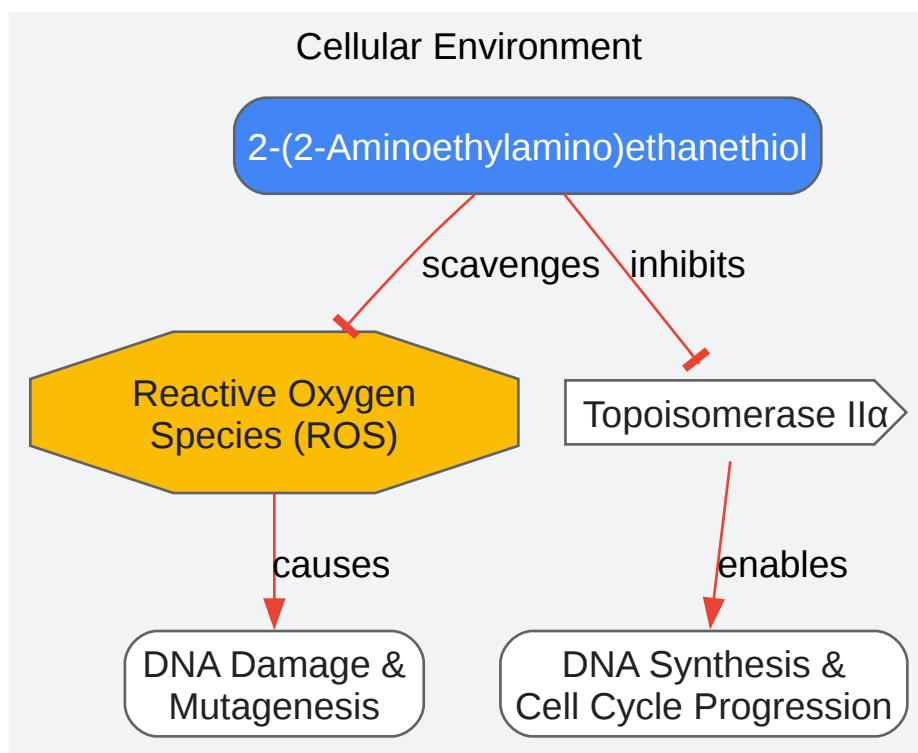 Cellular Environment
2-(2-Aminoethylamino)ethanethiol
scavenges
inhibits
Reactive Oxygen
Species (ROS)
Topoisomerase IIα
causes
enables
DNA Damage &
Mutagenesis
DNA Synthesis &
Cell Cycle Progression